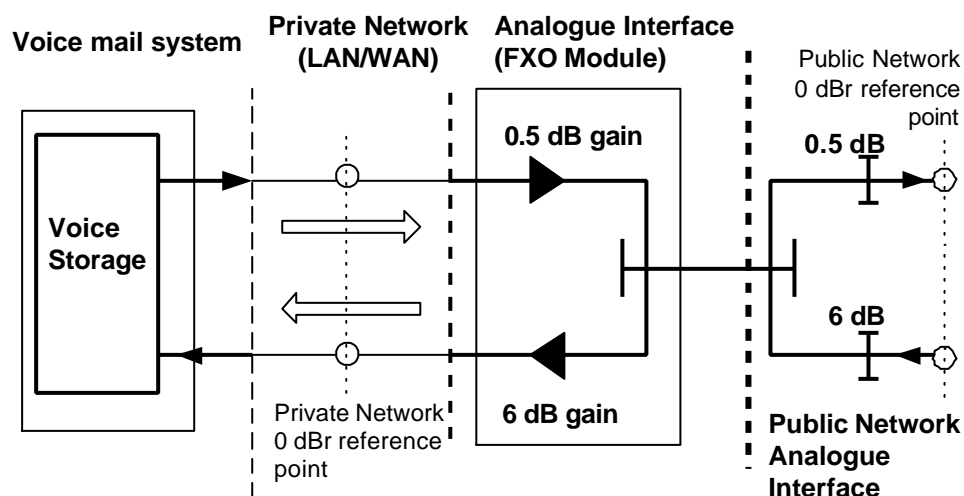 Voice mail system
Private Network
(LAN/WAN)
Analogue Interface
(FXO Module)
Public Network
0 dBr reference
point
0.5 dB gain
0.5 dB
Voice
Storage
6 dB
6 dB gain
Private Network
0 dBr reference
point
Public Network
Analogue
Interface